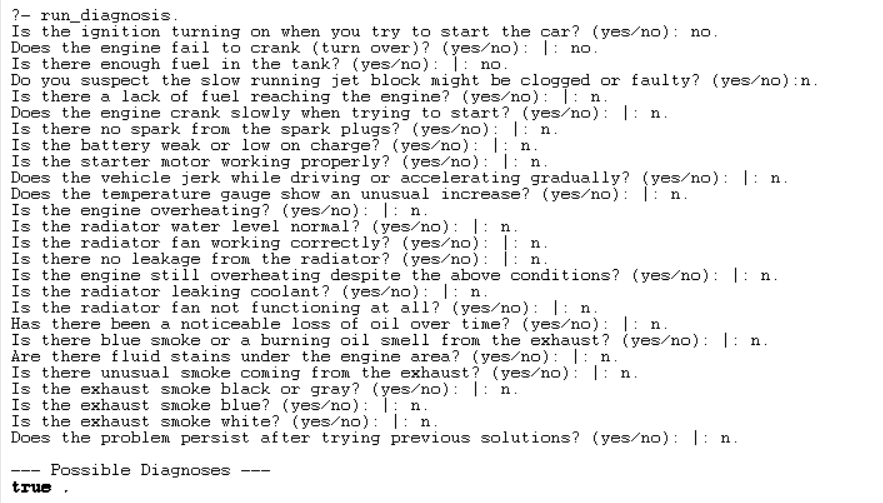 ?- run_diagnosis.
Is the ignition turning on when you try to start the car? (yes/no): no.
Does the engine fail to crank (turn over)? (yes/no): |: no.
Is there enough fuel in the tank? (yes/no): |: no.
Do you suspect the slow running jet block might be clogged or faulty? (yes/no):n.
Is there a lack of fuel reaching the engine? (yes/no): |: n.
Does the engine crank slowly when trying to start? (yes/no): |: n.
Is there no spark from the spark plugs? (yes/no): |: n.
Is the battery weak or low on charge? (yes/no): |: n.
Is the starter motor working properly? (yes/no): |: n.
Does the vehicle jerk while driving or accelerating gradually? (yes/no): |: n.
Does the temperature gauge show an unusual increase? (yes/no): |: n.
Is the engine overheating? (yes/no): |: n.
Is the radiator water level normal? (yes/no): |: n.
Is the radiator fan working correctly? (yes/no): |: n.
Is there no leakage from the radiator? (yes/no): |: n.
Is the engine still overheating despite the above conditions? (yes/no): |: n.
Is the radiator leaking coolant? (yes/no): |: n.
Is the radiator fan not functioning at all? (yes/no): |: n.
Has there been a noticeable loss of oil over time? (yes/no): |: n.
Is there blue smoke or a burning oil smell from the exhaust? (yes/no): |: n.
Are there fluid stains under the engine area? (yes/no): |: n.
Is there unusual smoke coming from the exhaust? (yes/no): |: n.
Is the exhaust smoke black or gray? (yes/no): |: n.
Is the exhaust smoke blue? (yes/no): |: n.
Is the exhaust smoke white? (yes/no): |: n.
Does the problem persist after trying previous solutions? (yes/no): |: n.
--- Possible Diagnoses ---
true .